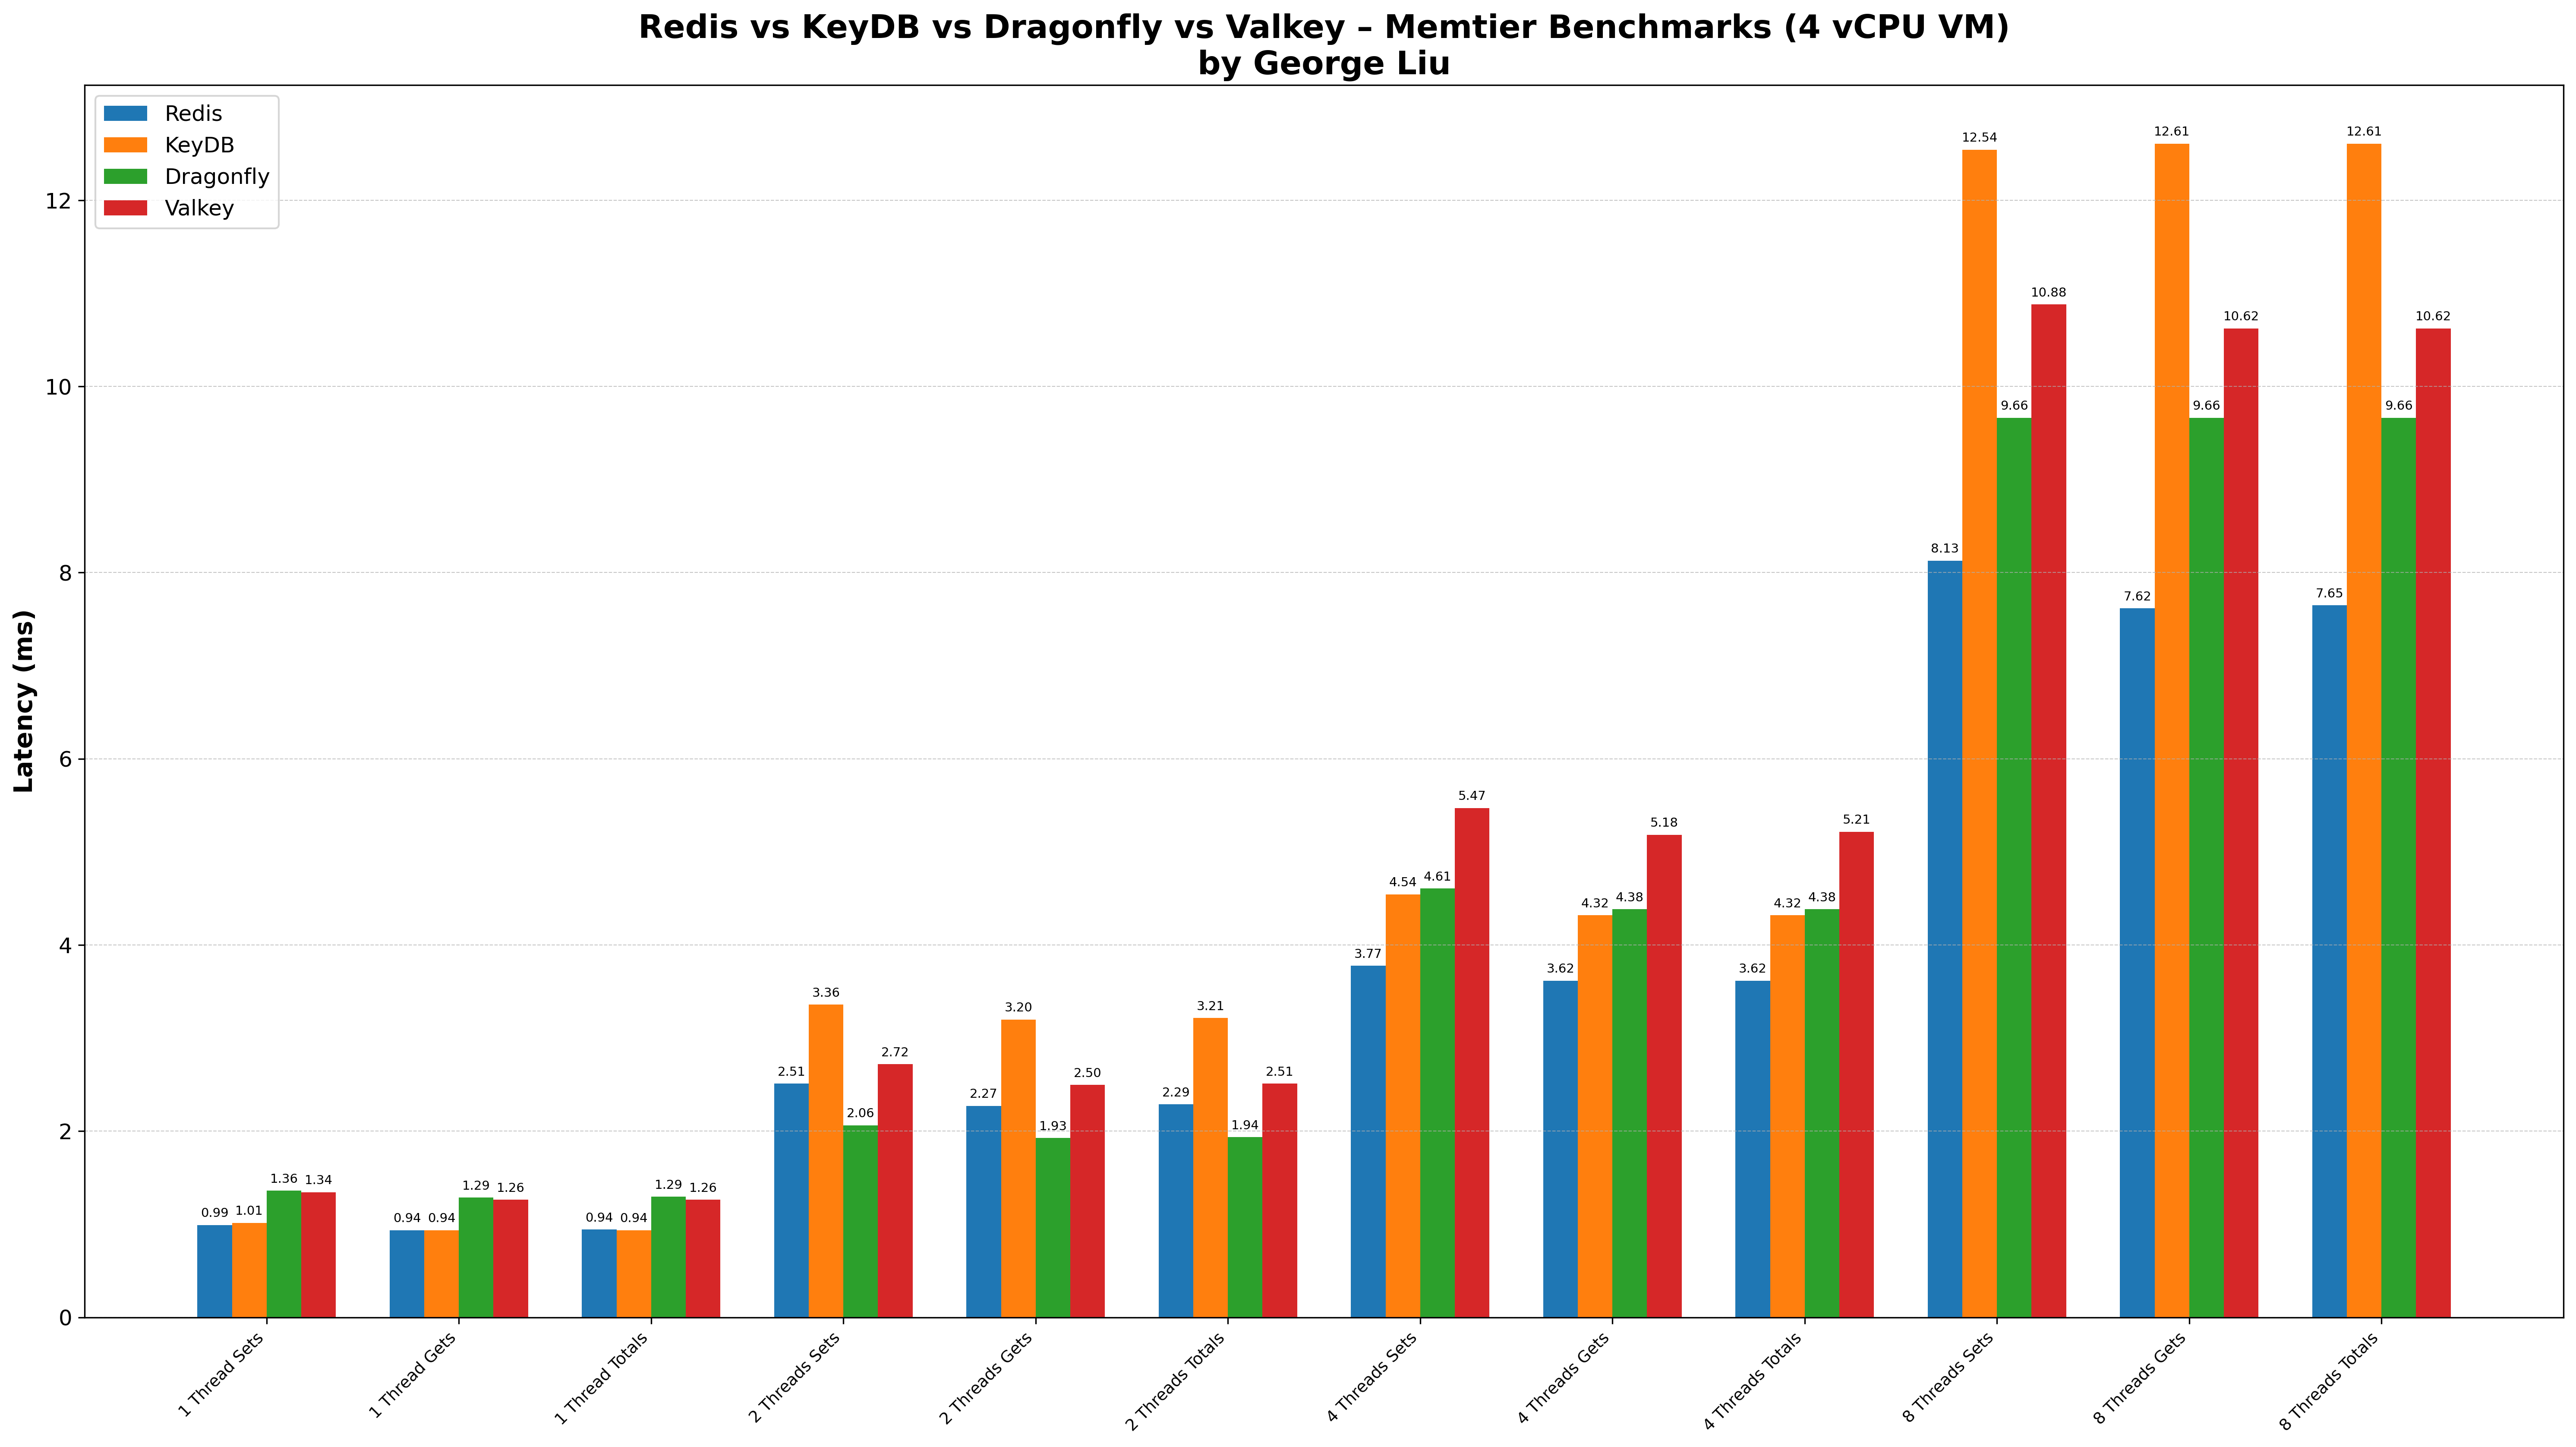 Redis vs KeyDB vs Dragonfly vs Valkey – Memtier Benchmarks (4 vCPU VM)
by George Liu
Redis
KeyDB
Dragonfly
Valkey
Latency (ms)
12
10
8
6
4
2
0
0.99 1.01 1.36 1.34
0.94 0.94 1.29 1.26
0.94 0.94 1.29 1.26
2.51 3.36 2.06 2.72
2.27 3.20 1.93 2.50
2.29 3.21 1.94 2.51
3.77 4.54 4.61 5.47
3.62 4.32 4.38 5.18
3.62 4.32 4.38 5.21
8.13 12.54 9.66 10.88
7.62 12.61 9.66 10.62
7.65 12.61 9.66 10.62
1 Thread Sets
1 Thread Gets
1 Thread Totals
2 Threads Sets
2 Threads Gets
2 Threads Totals
4 Threads Sets
4 Threads Gets
4 Threads Totals
8 Threads Sets
8 Threads Gets
8 Threads Totals